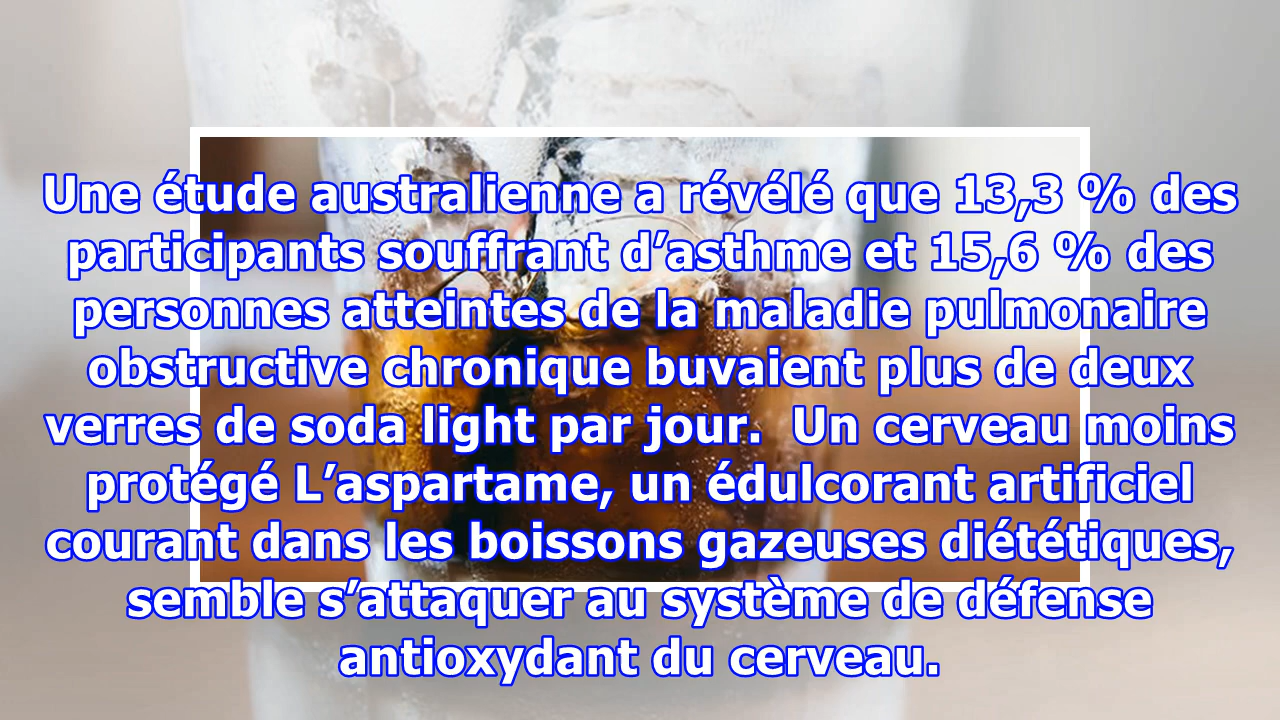 Une étude australienne a révélé que 13,3 % des
participants souffrant d’asthme et 15,6 % des
personnes atteintes de la maladie pulmonaire
obstructive chronique buvaient plus de deux
verres de soda light par jour.  Un cerveau moins
protégé L’aspartame, un édulcorant artificiel
courant dans les boissons gazeuses diététiques,
semble s’attaquer au système de défense
antioxydant du cerveau.